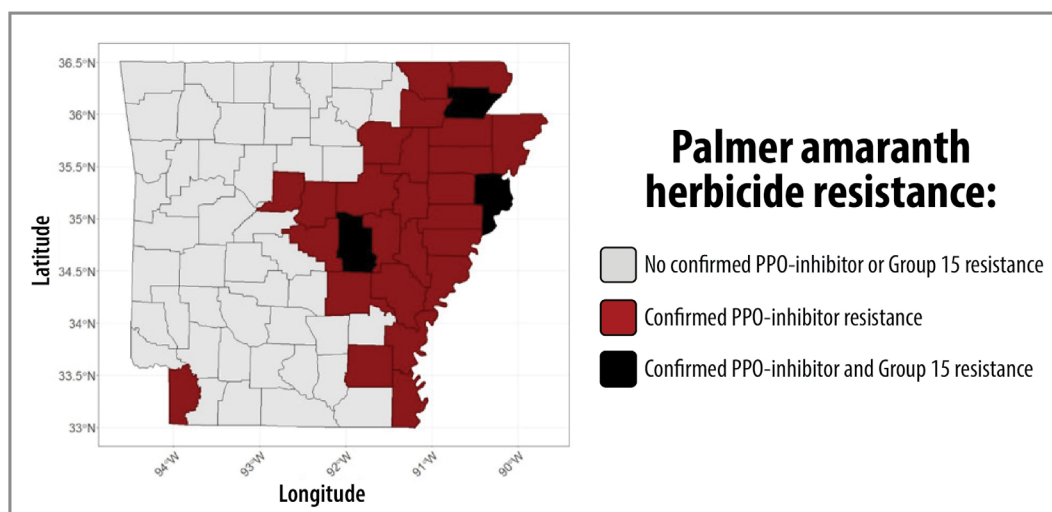 36.5°N
36°N
35.5°N
35°N
34.5°N
34°N
33.5°N
33°N
Latitude
94°W
93°W
92°W
91°W
90°W
Longitude
Palmer amaranth
herbicide resistance:
No confirmed PPO-inhibitor or Group 15 resistance
Confirmed PPO-inhibitor resistance
Confirmed PPO-inhibitor and Group 15 resistance